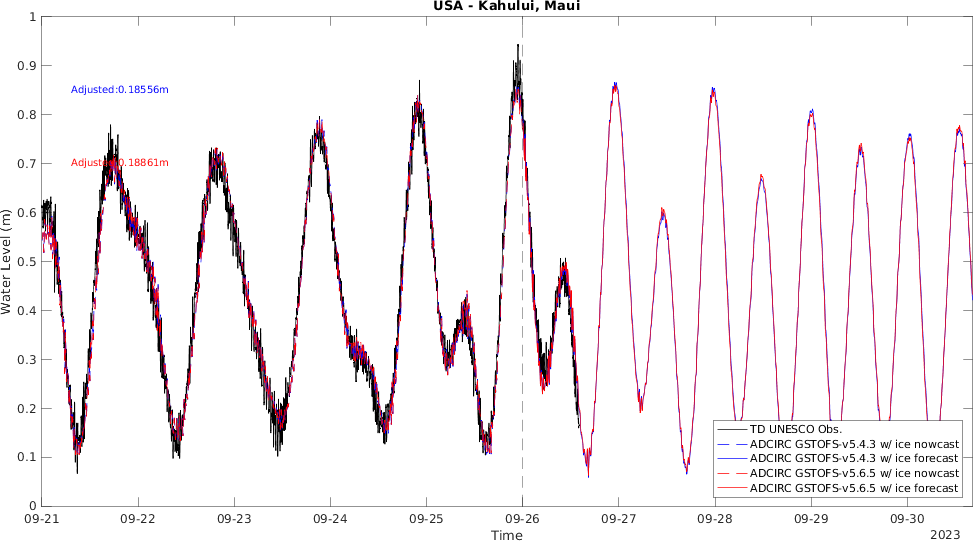 USA - Kahului, Maui
1
0.9
0.8
0.7
0.6
0.5
0.4
0.3
0.2
0.1
0
Water Level (m)
Adjusted:0.18556m
Adjusted:0.18861m
TD UNESCO Obs.
ADCIRC GSTOFS-v5.4.3 w/ ice nowcast
ADCIRC GSTOFS-v5.4.3 w/ ice forecast
ADCIRC GSTOFS-v5.6.5 w/ ice nowcast
ADCIRC GSTOFS-v5.6.5 w/ ice forecast
09-21 09-22 09-23 09-24 09-25 09-26 09-27 09-28 09-29 09-30
Time
2023